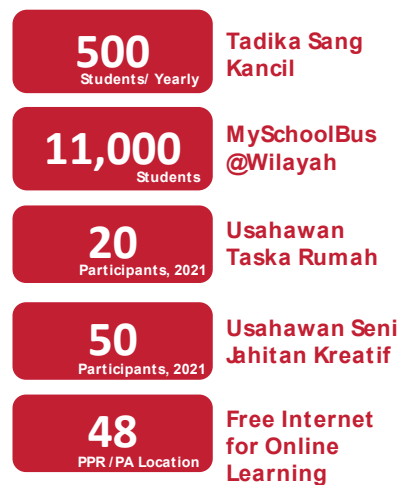 500
Students/ Yearly
Tadika Sang
Kancil
11,000
Students
MySchoolBus
@Wilayah
20
Participants, 2021
Usahawan
Taska Rumah
50
Participants, 2021
Usahawan Seni
Jahitan Kreatif
48
PPR /PA Location
Free Internet
for Online
Learning